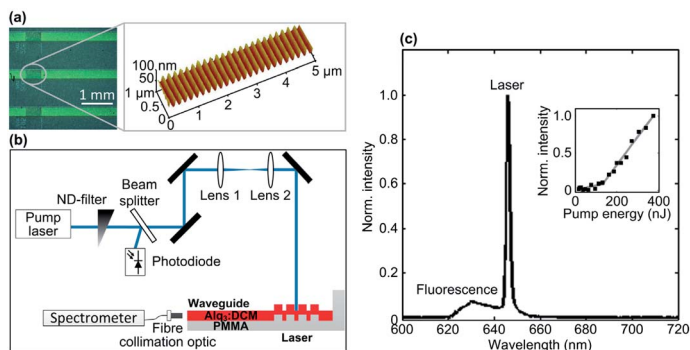 (a)
1 mm
100 nm
50
0
1 µm
0.5
0
0
1
2
3
4
5 µm
(b)
ND-filter
Beam
splitter
Lens 1
Lens 2
Pump
laser
Photodiode
Spectrometer
Fibre
collimation optic
Waveguide
Alq3:DCM
PMMA
Laser
(c)
Norm. intensity
1.0
0.8
0.6
0.4
0.2
0.0
600
620
640
660
680
700
720
Wavelength (nm)
Laser
Fluorescence
Norm. intensity
1.0
0.5
0
0
200
400
Pump energy (nJ)